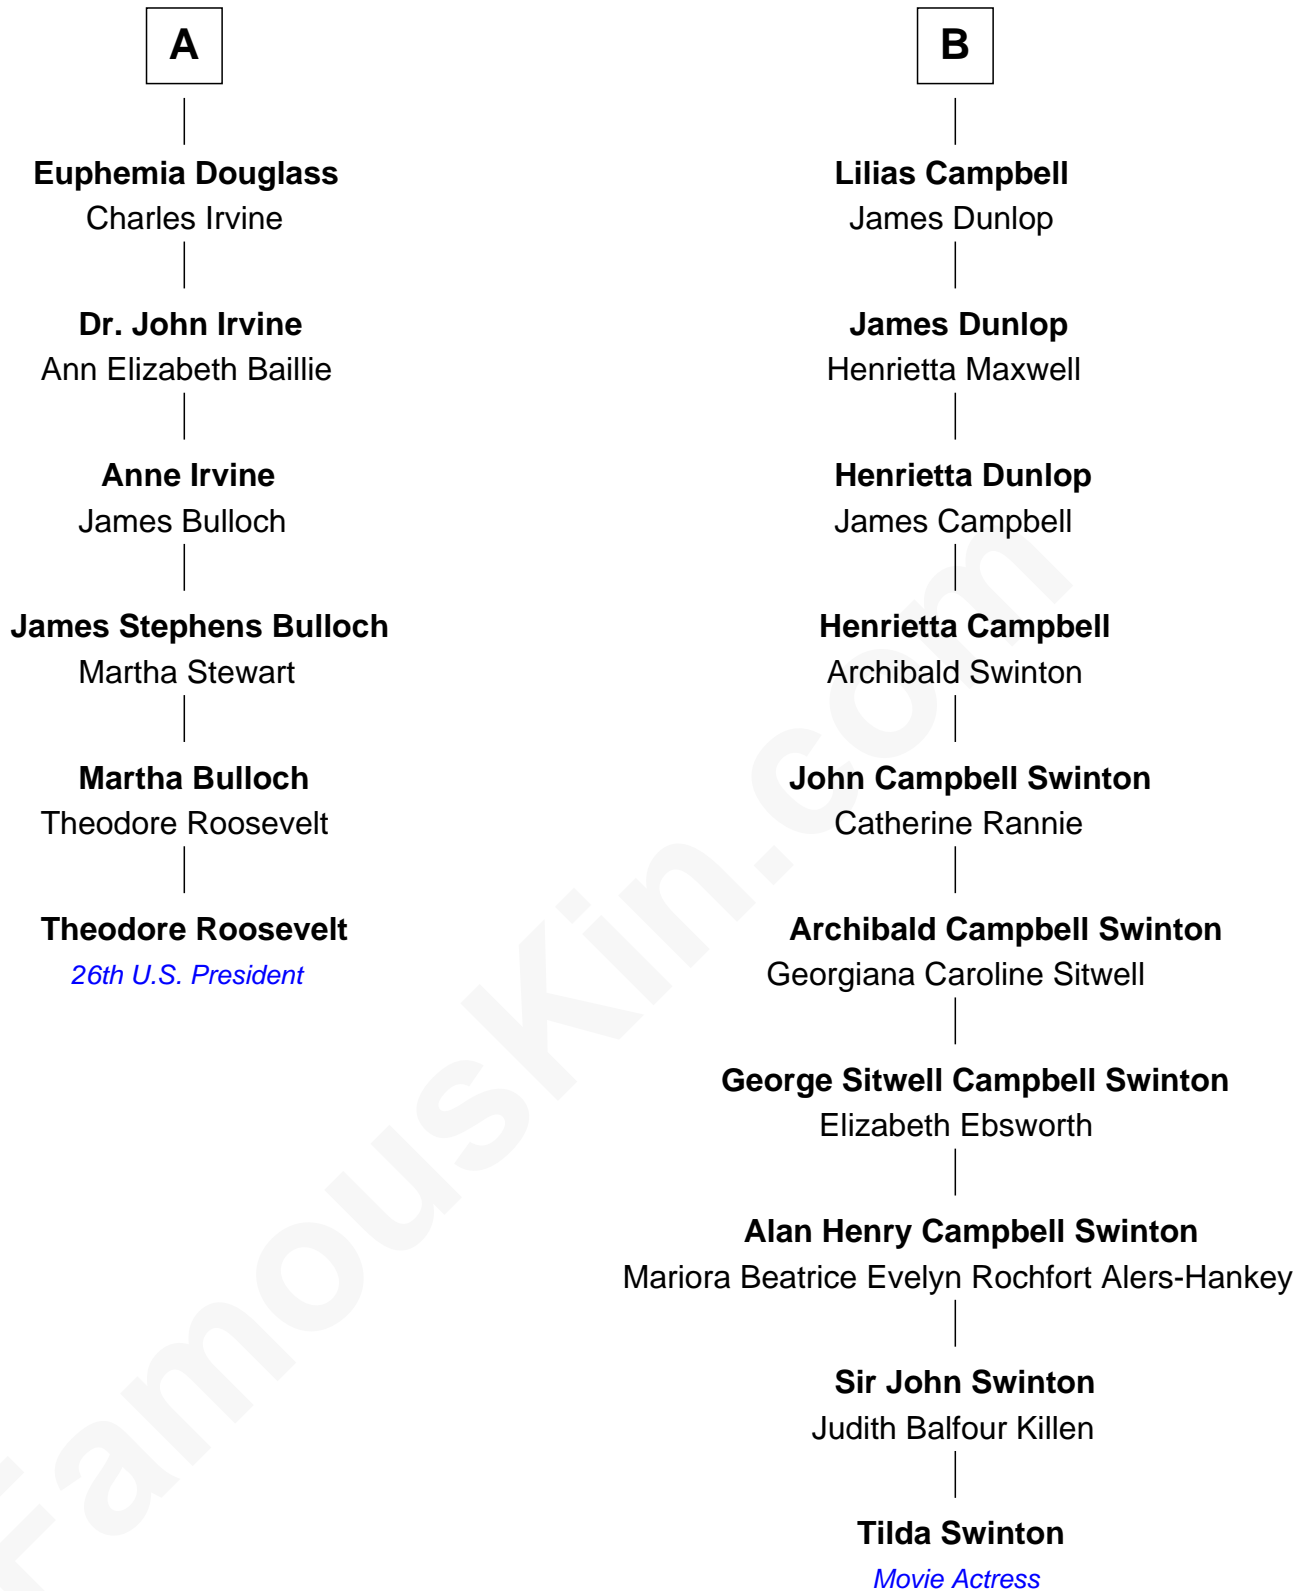 A
Euphemia Douglass
Charles Irvine
Dr. John Irvine
Ann Elizabeth Baillie
Anne Irvine
James Bulloch
James Stephens Bulloch
Martha Stewart
Martha Bulloch
Theodore Roosevelt
Theodore Roosevelt
26th U.S. President
B
Lilias Campbell
James Dunlop
James Dunlop
Henrietta Maxwell
Henrietta Dunlop
James Campbell
Henrietta Campbell
Archibald Swinton
John Campbell Swinton
Catherine Rannie
Archibald Campbell Swinton
Georgiana Caroline Sitwell
George Sitwell Campbell Swinton
Elizabeth Ebsworth
Alan Henry Campbell Swinton
Mariora Beatrice Evelyn Rochfort Alers-Hankey
Sir John Swinton
Judith Balfour Killen
Tilda Swinton
Movie Actress
FamousKin.com